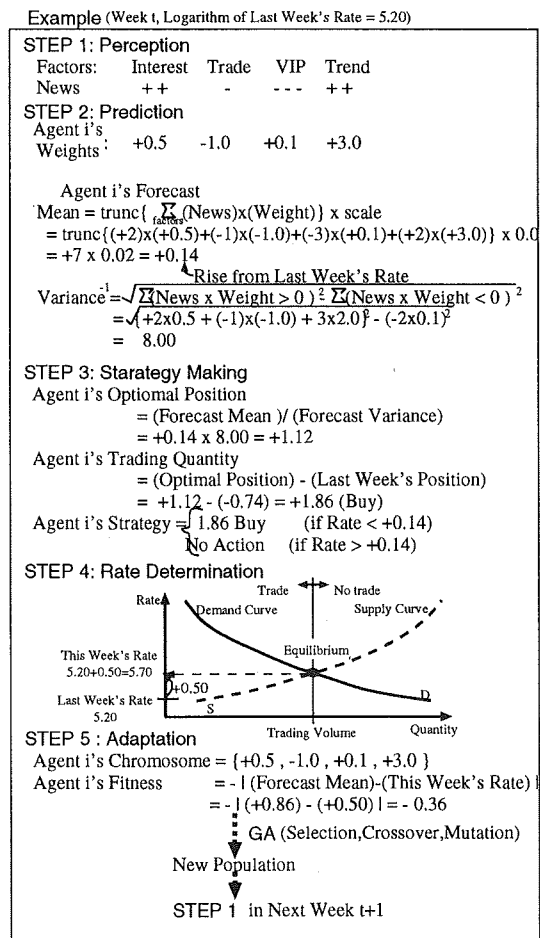 Example (Week t, Logarithm of Last Week's Rate = 5.20)
STEP 1: Perception
Factors: Interest Trade VIP Trend
News ++ - --- ++
STEP 2: Prediction
Agent i's
Weights : +0.5 -1.0 +0.1 +3.0
Agent i's Forecast
Mean = trunc{ Σ (News)x(Weight)} x scale
factors
= trunc{(+2)x(+0.5)+(-1)x(-1.0)+(-3)x(+0.1)+(+2)x(+3.0)} x 0.0
= +7 x 0.02 = +0.14
Rise from Last Week's Rate
Variance⁻¹ = √Σ(News x Weight > 0 )² Σ(News x Weight < 0 )²
= √{+2x0.5 + (-1)x(-1.0) + 3x2.0}² - (-2x0.1)²
= 8.00
STEP 3: Starategy Making
Agent i's Optiomal Position
= (Forecast Mean )/ (Forecast Variance)
= +0.14 x 8.00 = +1.12
Agent i's Trading Quantity
= (Optimal Position) - (Last Week's Position)
= +1.12 - (-0.74) = +1.86 (Buy)
Agent i's Strategy = { 1.86 Buy (if Rate < +0.14)
No Action (if Rate > +0.14)
STEP 4: Rate Determination
Trade No trade
Rate
Demand Curve Supply Curve
Equilibrium
This Week's Rate
5.20+0.50=5.70
+0.50
Last Week's Rate
5.20
S
D
Trading Volume
Quantity
STEP 5 : Adaptation
Agent i's Chromosome = {+0.5 , -1.0 , +0.1 , +3.0 }
Agent i's Fitness = - | (Forecast Mean)-(This Week's Rate) |
= - | (+0.86) - (+0.50) | = - 0.36
GA (Selection,Crossover,Mutation)
New Population
STEP 1 in Next Week t+1